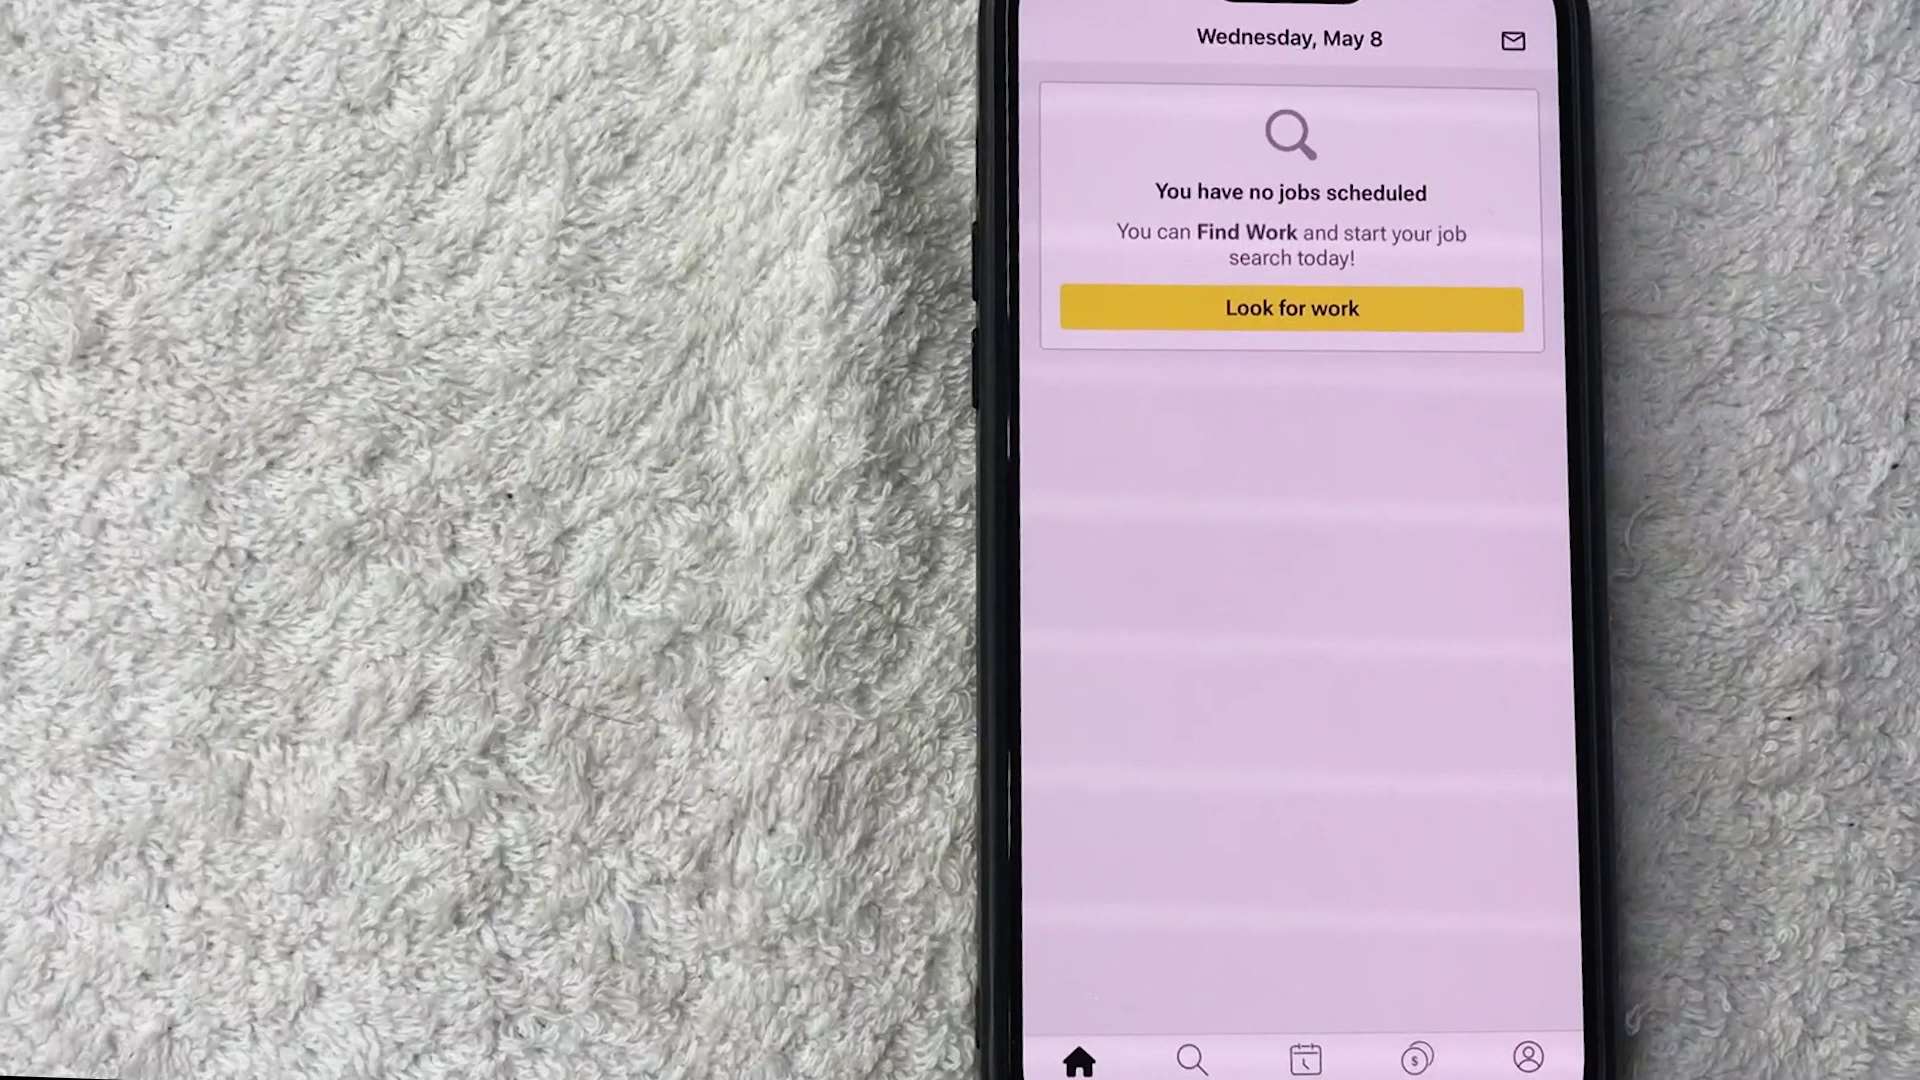 Wednesday, May 8
You have no jobs scheduled
You can Find Work and start your job
search today!
Look for work
$